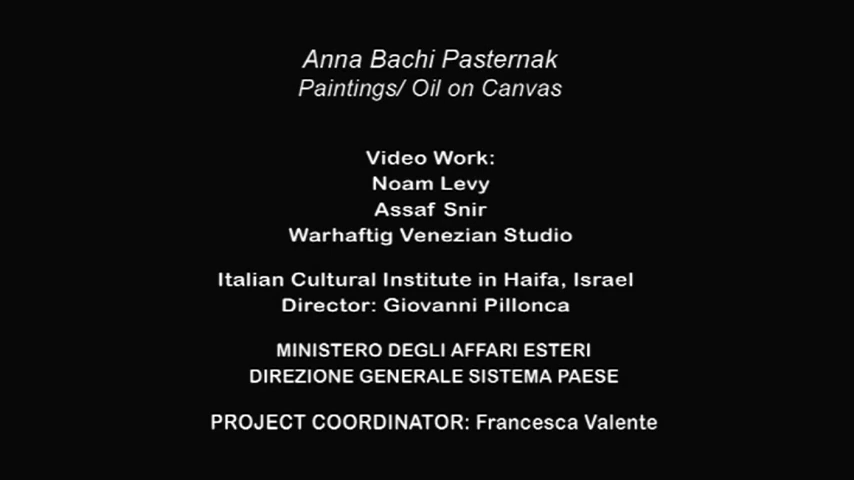 Anna Bachi Pasternak
Paintings/ Oil on Canvas
Video Work:
Noam Levy
Assaf Snir
Warhaftig Venezian Studio
Italian Cultural Institute in Haifa, Israel
Director: Giovanni Pillonca
MINISTERO DEGLI AFFARI ESTERI
DIREZIONE GENERALE SISTEMA PAESE
PROJECT COORDINATOR: Francesca Valente